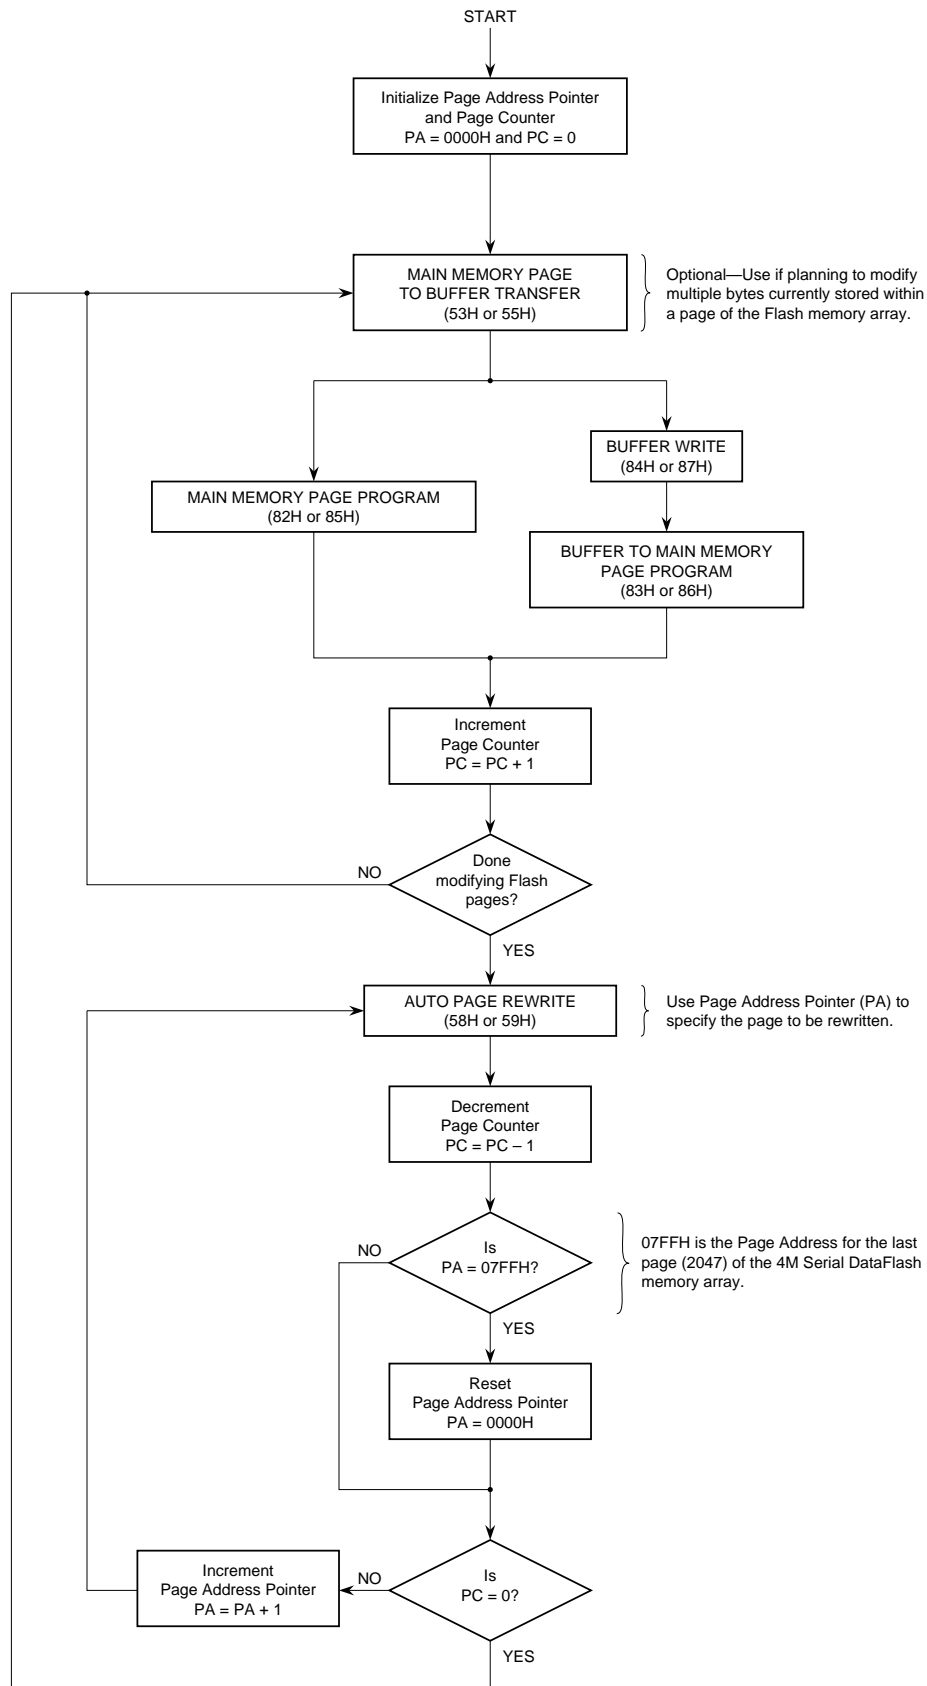 START
Initialize Page Address Pointer
and Page Counter
PA = 0000H and PC = 0
MAIN MEMORY PAGE
TO BUFFER TRANSFER
(53H or 55H)
Optional—Use if planning to modify
multiple bytes currently stored within
a page of the Flash memory array.
BUFFER WRITE
(84H or 87H)
MAIN MEMORY PAGE PROGRAM
(82H or 85H)
BUFFER TO MAIN MEMORY
PAGE PROGRAM
(83H or 86H)
Increment
Page Counter
PC = PC + 1
NO
Done
modifying Flash
pages?
YES
AUTO PAGE REWRITE
(58H or 59H)
Use Page Address Pointer (PA) to
specify the page to be rewritten.
Decrement
Page Counter
PC = PC – 1
NO
Is
PA = 07FFH?
07FFH is the Page Address for the last
page (2047) of the 4M Serial DataFlash
memory array.
YES
Reset
Page Address Pointer
PA = 0000H
Increment
Page Address Pointer
PA = PA + 1
NO
Is
PC = 0?
YES